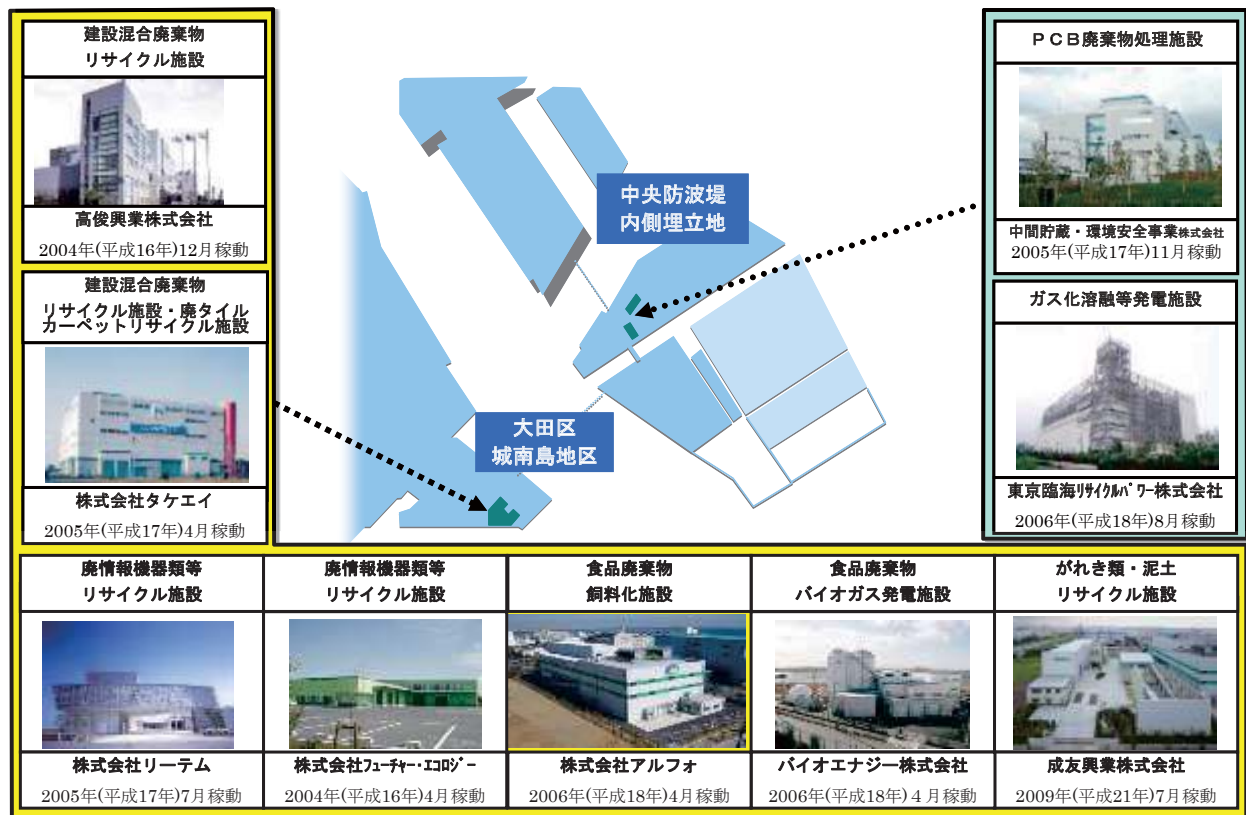 建設混合廃棄物
リサイクル施設
高俊興業株式会社
2004年(平成16年)12月稼動
建設混合廃棄物
リサイクル施設・廃タイル
カーペットリサイクル施設
株式会社タケエイ
2005年(平成17年)4月稼動
中央防波堤
内側埋立地
大田区
城南島地区
ＰＣＢ廃棄物処理施設
中間貯蔵・環境安全事業株式会社
2005年(平成17年)11月稼動
ガス化溶融等発電施設
東京臨海ﾘｻｲｸﾙﾊﾟﾜｰ株式会社
2006年(平成18年)8月稼動
廃情報機器類等
リサイクル施設
株式会社リーテム
2005年(平成17年)7月稼動
廃情報機器類等
リサイクル施設
株式会社ﾌｭｰﾁｬｰ・ｴｺﾛｼﾞｰ
2004年(平成16年)4月稼動
食品廃棄物
飼料化施設
株式会社アルフォ
2006年(平成18年)4月稼動
食品廃棄物
バイオガス発電施設
バイオエナジー株式会社
2006年(平成18年)４月稼動
がれき類・泥土
リサイクル施設
成友興業株式会社
2009年(平成21年)7月稼動